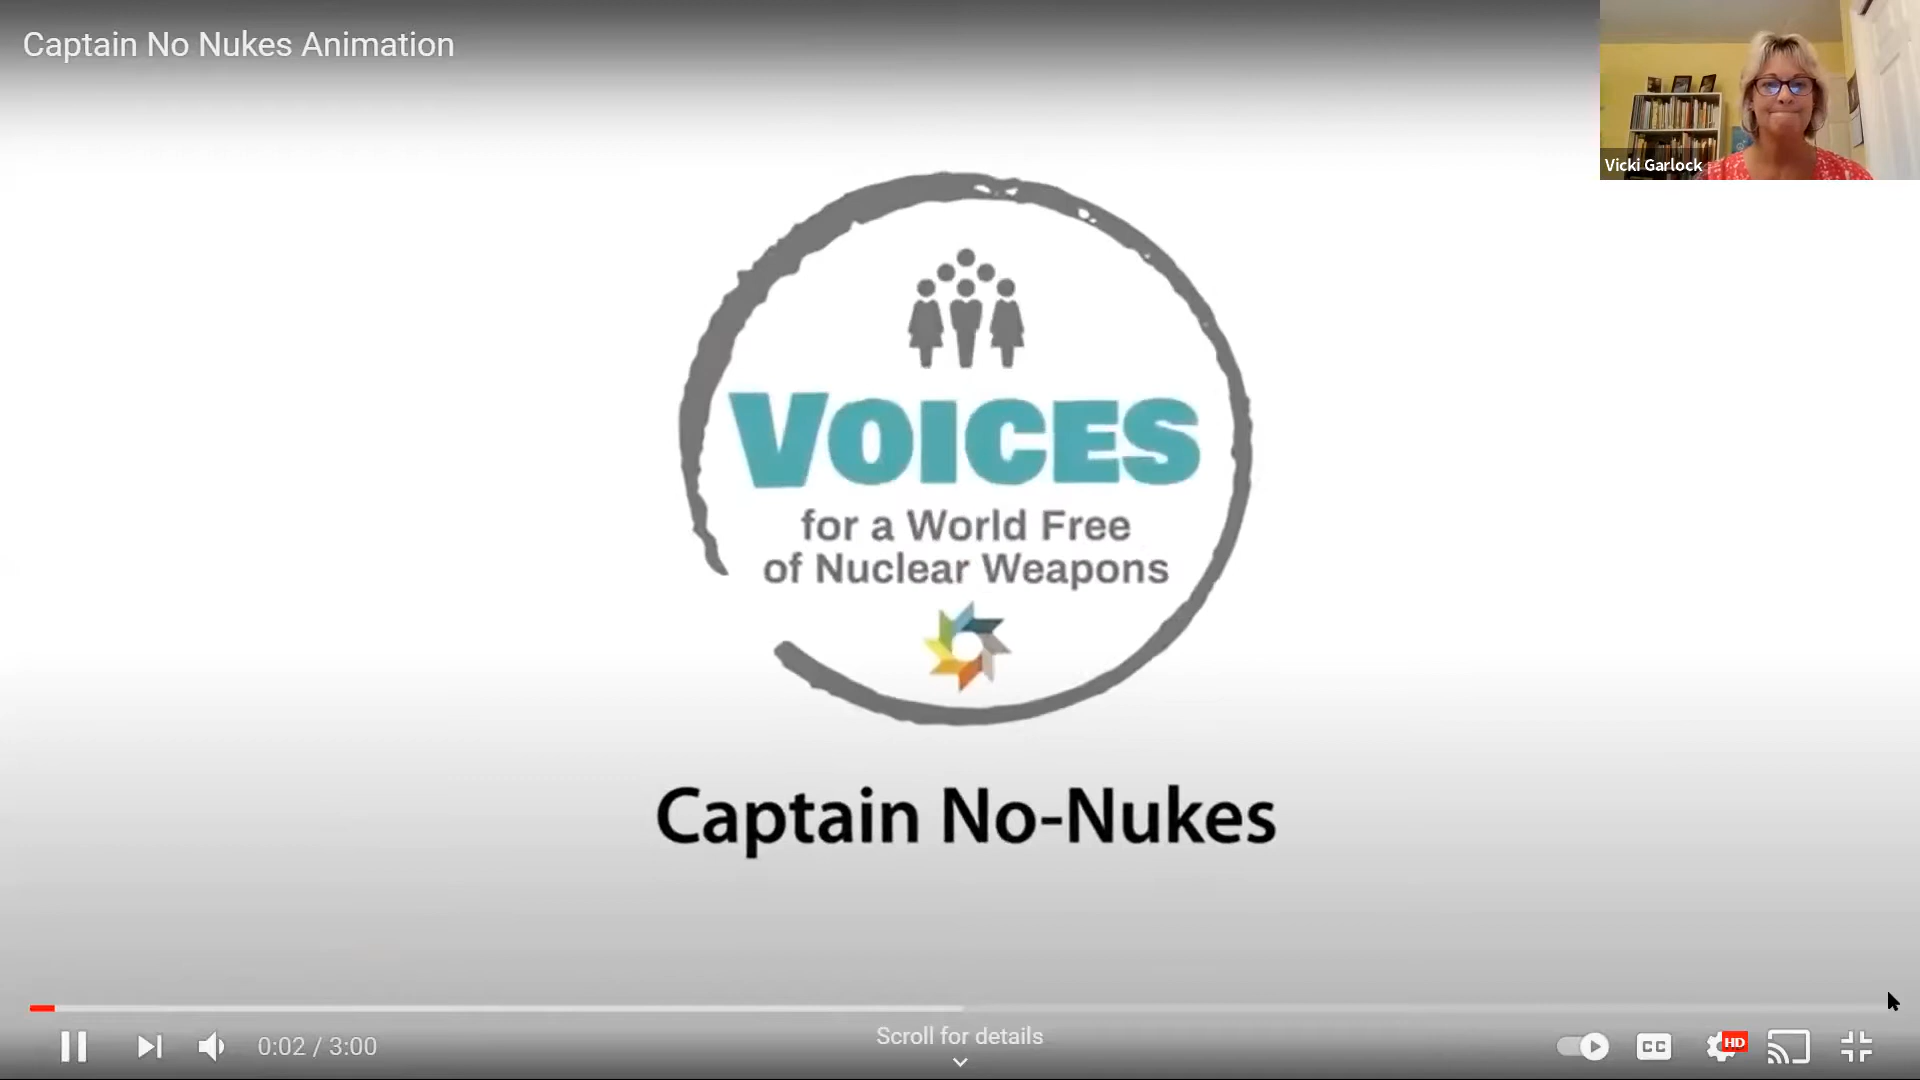 Captain No Nukes Animation
Vicki Garlock
VOICES
for a World Free
of Nuclear Weapons
Captain No-Nukes
Scroll for details
0:02 / 3:00
CC
HD